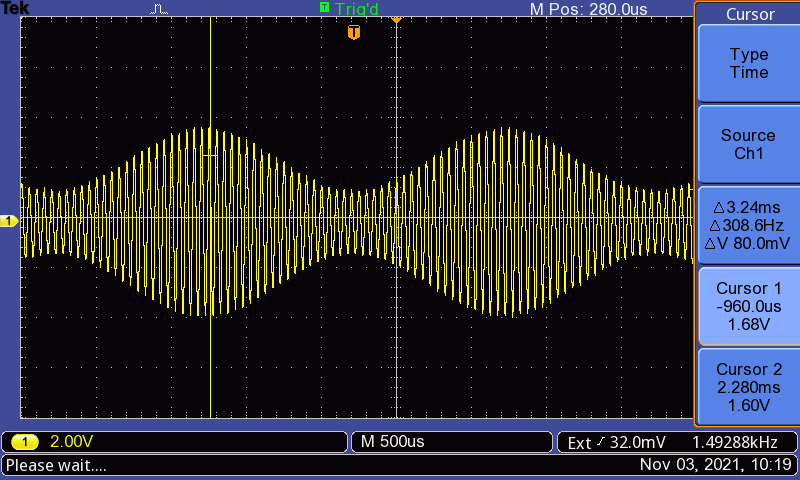 Tek
T Trig'd
M Pos: 280.0us
Cursor
T
Type
Time
Source
Ch1
△3.24ms
△308.6Hz
△V 80.0mV
1
Cursor 1
-960.0us
1.68V
Cursor 2
2.280ms
1.60V
1 2.00V
M 500us
Ext 32.0mV 1.49288kHz
Please wait....
Nov 03, 2021, 10:19